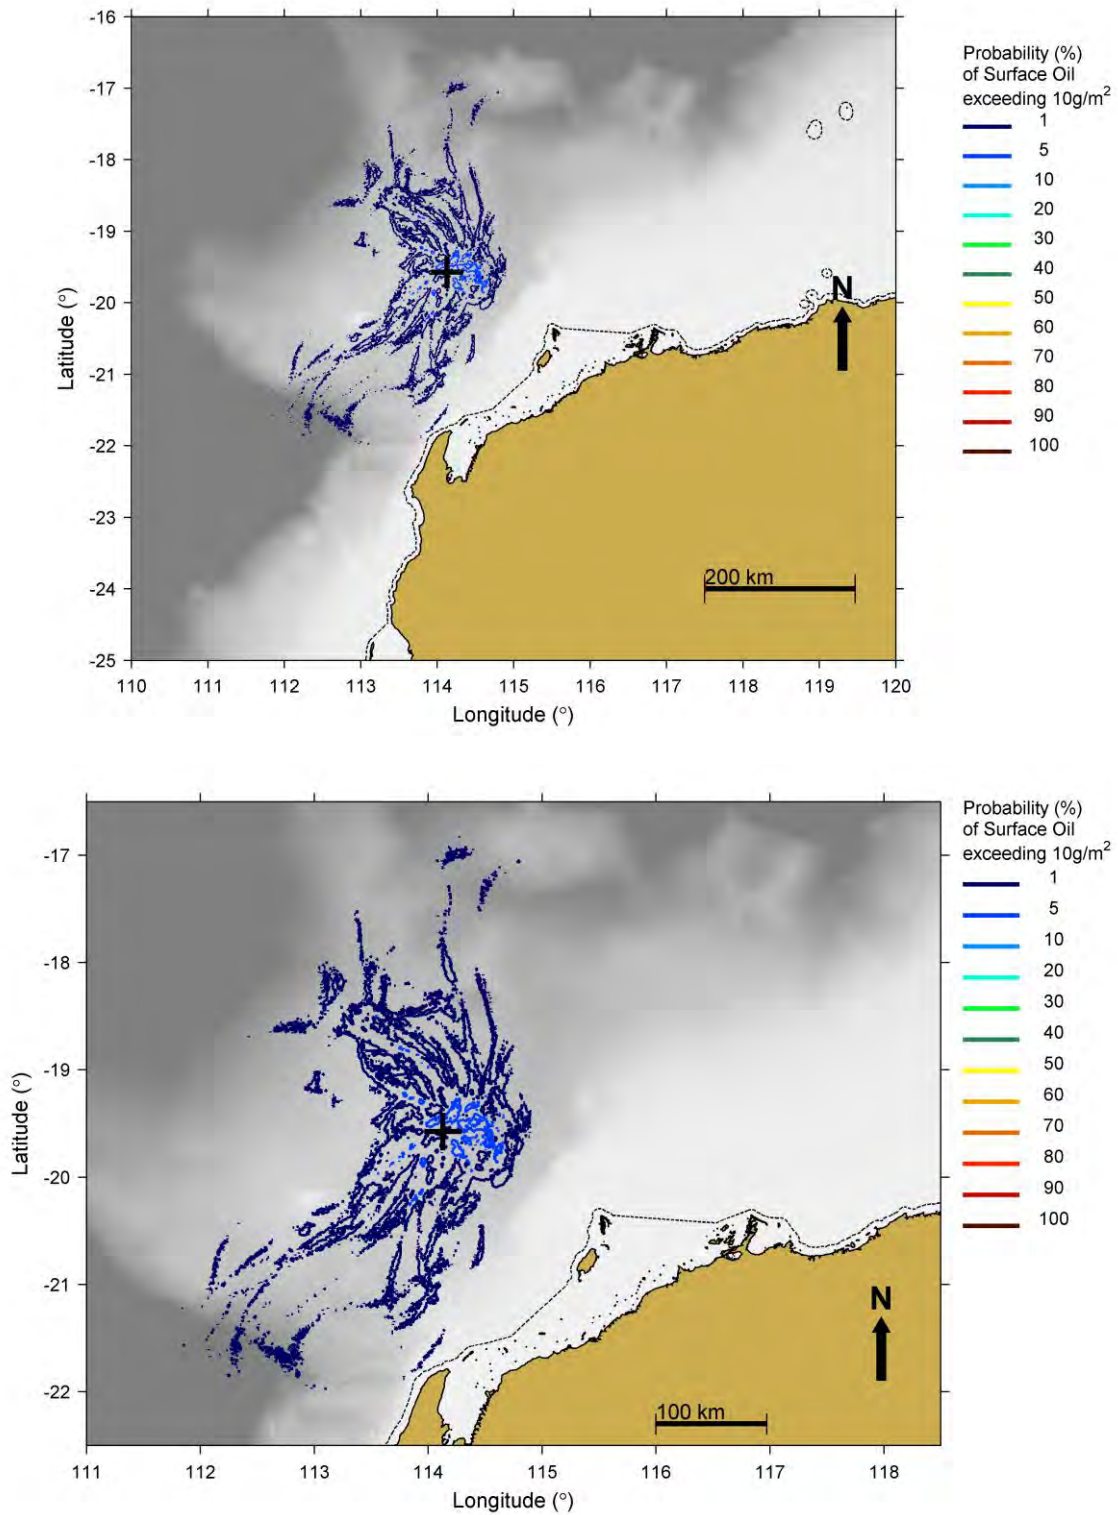 -16
-17
-18
-19
-20
-21
-22
-23
-24
-25
Latitude (°)
110 111 112 113 114 115 116 117 118 119 120
Longitude (°)
N
200 km
Probability (%)
of Surface Oil
exceeding 10g/m²
1
5
10
20
30
40
50
60
70
80
90
100
-17
-18
-19
-20
-21
-22
Latitude (°)
111 112 113 114 115 116 117 118
Longitude (°)
N
100 km
Probability (%)
of Surface Oil
exceeding 10g/m²
1
5
10
20
30
40
50
60
70
80
90
100